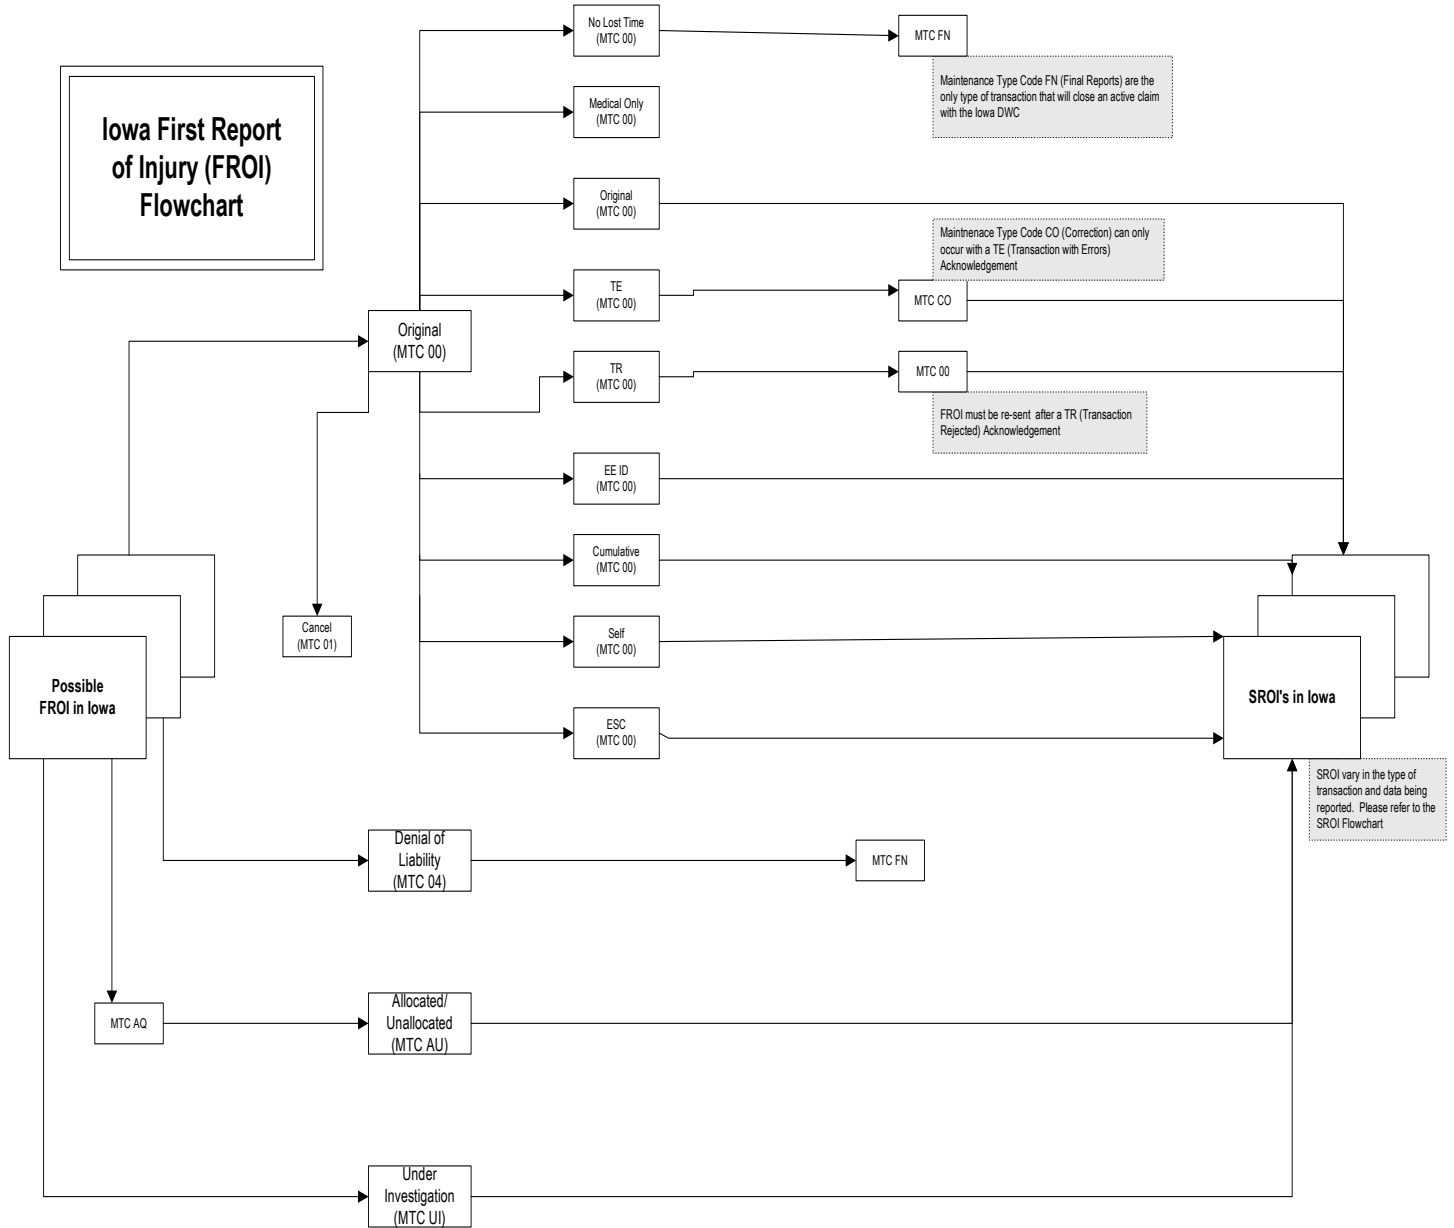 Iowa First Report
of Injury (FROI)
Flowchart
No Lost Time
(MTC 00)
MTC FN
Maintenance Type Code FN (Final Reports) are the
only type of transaction that will close an active claim
with the Iowa DWC
Medical Only
(MTC 00)
Original
(MTC 00)
Maintnenace Type Code CO (Correction) can only
occur with a TE (Transaction with Errors)
Acknowledgement
TE
(MTC 00)
MTC CO
Original
(MTC 00)
TR
(MTC 00)
MTC 00
FROI must be re-sent after a TR (Transaction
Rejected) Acknowledgement
EE ID
(MTC 00)
Cumulative
(MTC 00)
Cancel
(MTC 01)
Self
(MTC 00)
Possible
FROI in Iowa
SROI's in Iowa
ESC
(MTC 00)
SROI vary in the type of
transaction and data being
reported. Please refer to the
SROI Flowchart
Denial of
Liability
(MTC 04)
MTC FN
MTC AQ
Allocated/
Unallocated
(MTC AU)
Under
Investigation
(MTC UI)